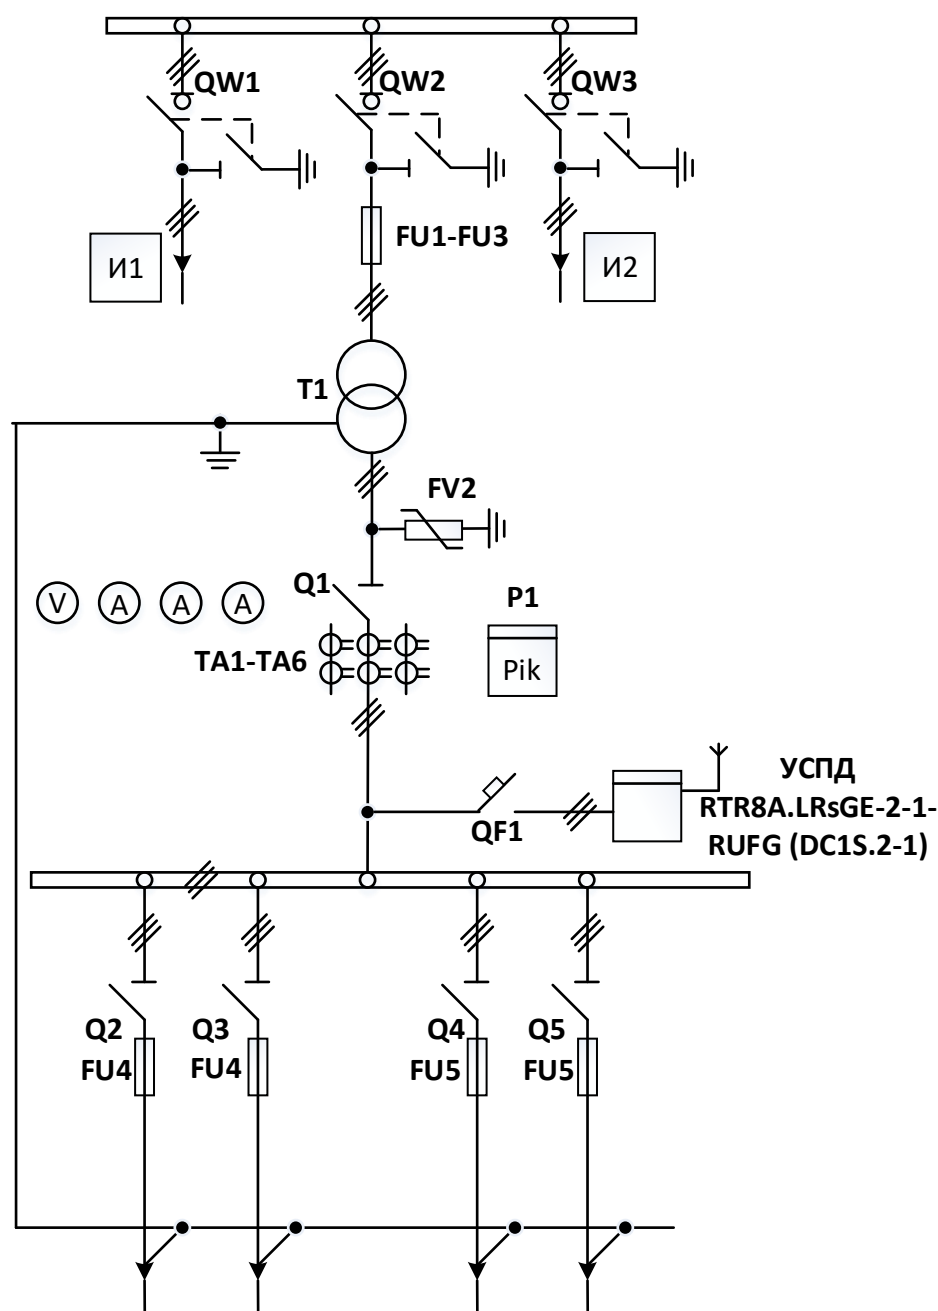 QW1
QW2
QW3
И1
FU1-FU3
И2
T1
FV2
Q1
V
A
A
A
P1
TA1-TA6
Pik
УСПД
RTR8A.LRsGE-2-1-
RUFG (DC1S.2-1)
QF1
Q2
Q3
Q4
Q5
FU4
FU4
FU5
FU5